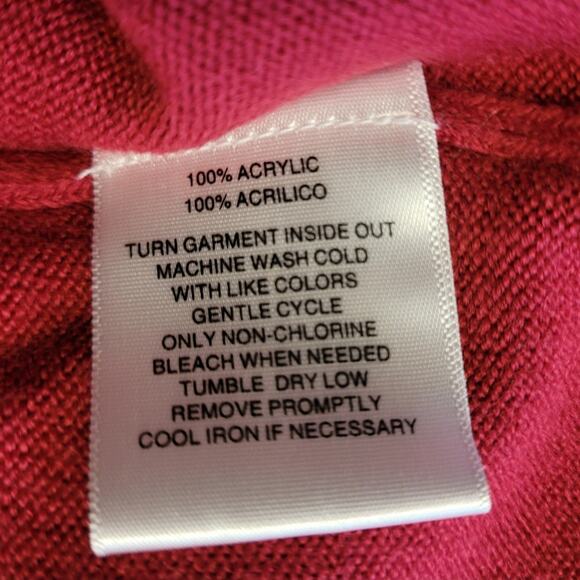 100% ACRYLIC
100% ACRILICO
TURN GARMENT INSIDE OUT
MACHINE WASH COLD
WITH LIKE COLORS
GENTLE CYCLE
ONLY NON-CHLORINE
BLEACH WHEN NEEDED
TUMBLE DRY LOW
REMOVE PROMPTLY
COOL IRON IF NECESSARY